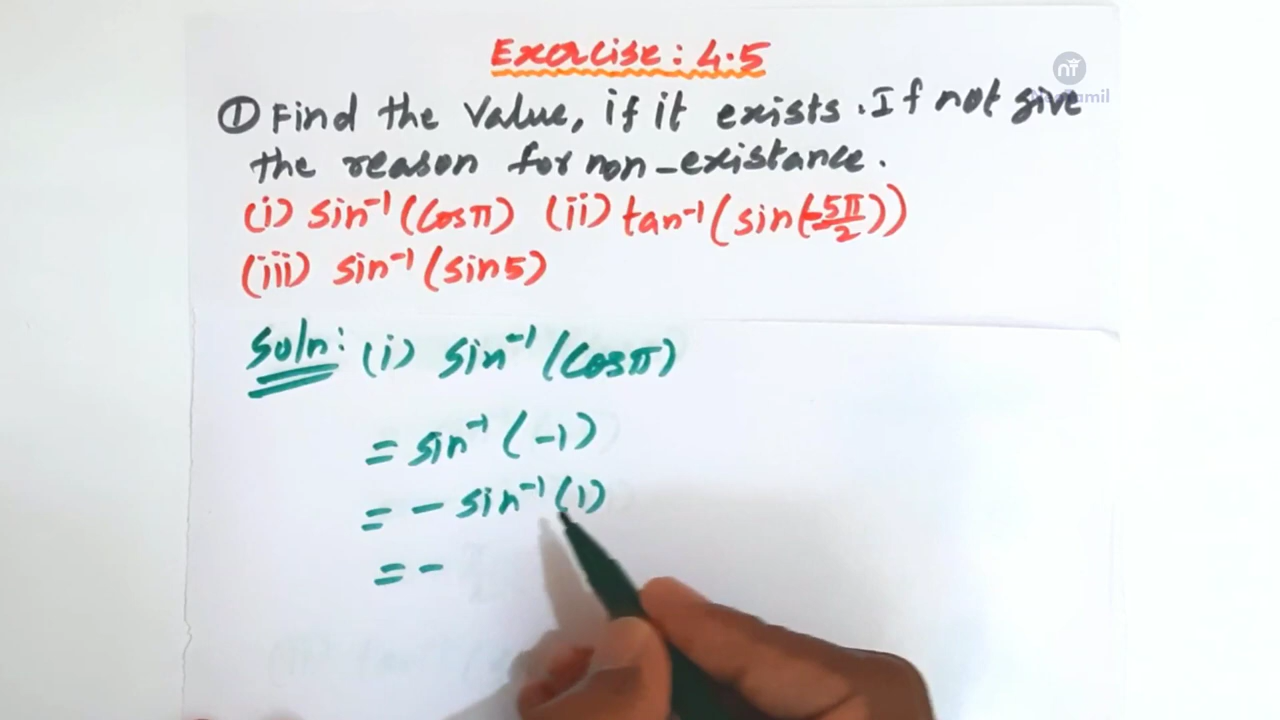 Exercise: 4.5
① Find the value, if it exists. If not give
the reason for non-existance.
(i) sin⁻¹(cosπ) (ii) tan⁻¹(sin(-5π/2))
(iii) sin⁻¹(sin5)
Soln: (i) sin⁻¹(cosπ)
= sin⁻¹(-1)
= - sin⁻¹(1)
= -